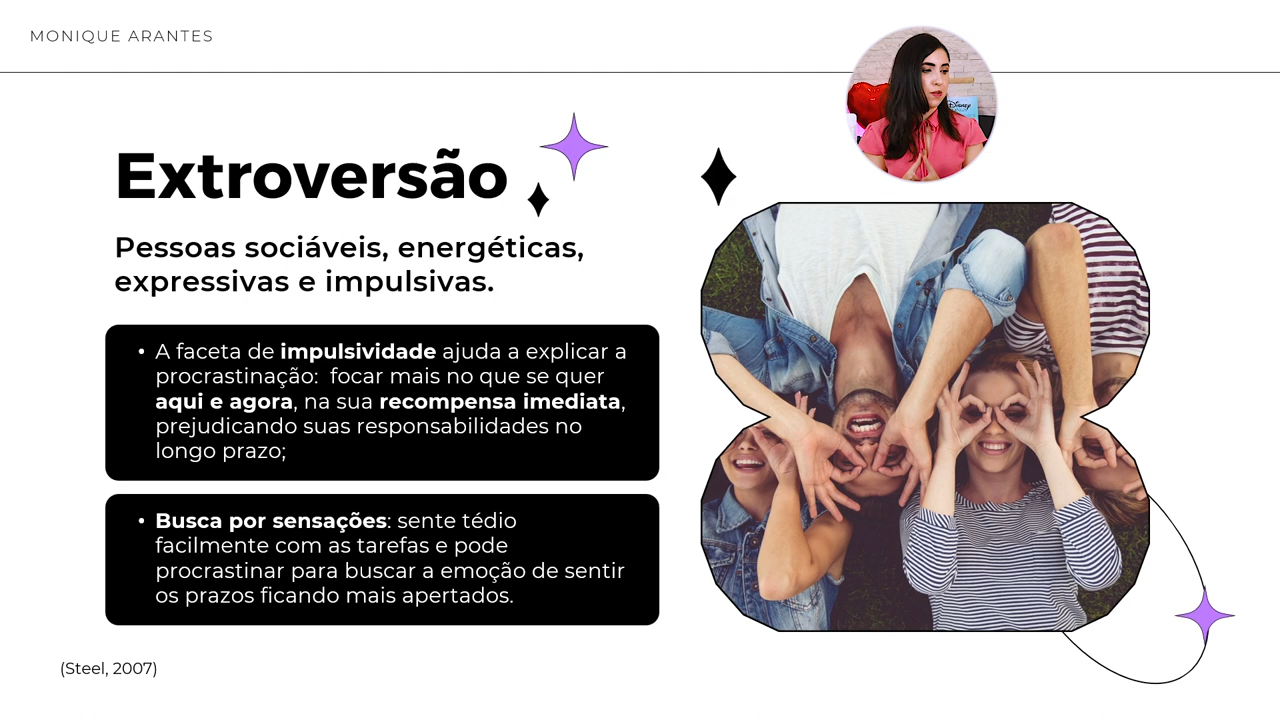 MONIQUE ARANTES
Disney
Extroversão
Pessoas sociáveis, energéticas,
expressivas e impulsivas.
• A faceta de impulsividade ajuda a explicar a
procrastinação: focar mais no que se quer
aqui e agora, na sua recompensa imediata,
prejudicando suas responsabilidades no
longo prazo;
• Busca por sensações: sente tédio
facilmente com as tarefas e pode
procrastinar para buscar a emoção de sentir
os prazos ficando mais apertados.
(Steel, 2007)